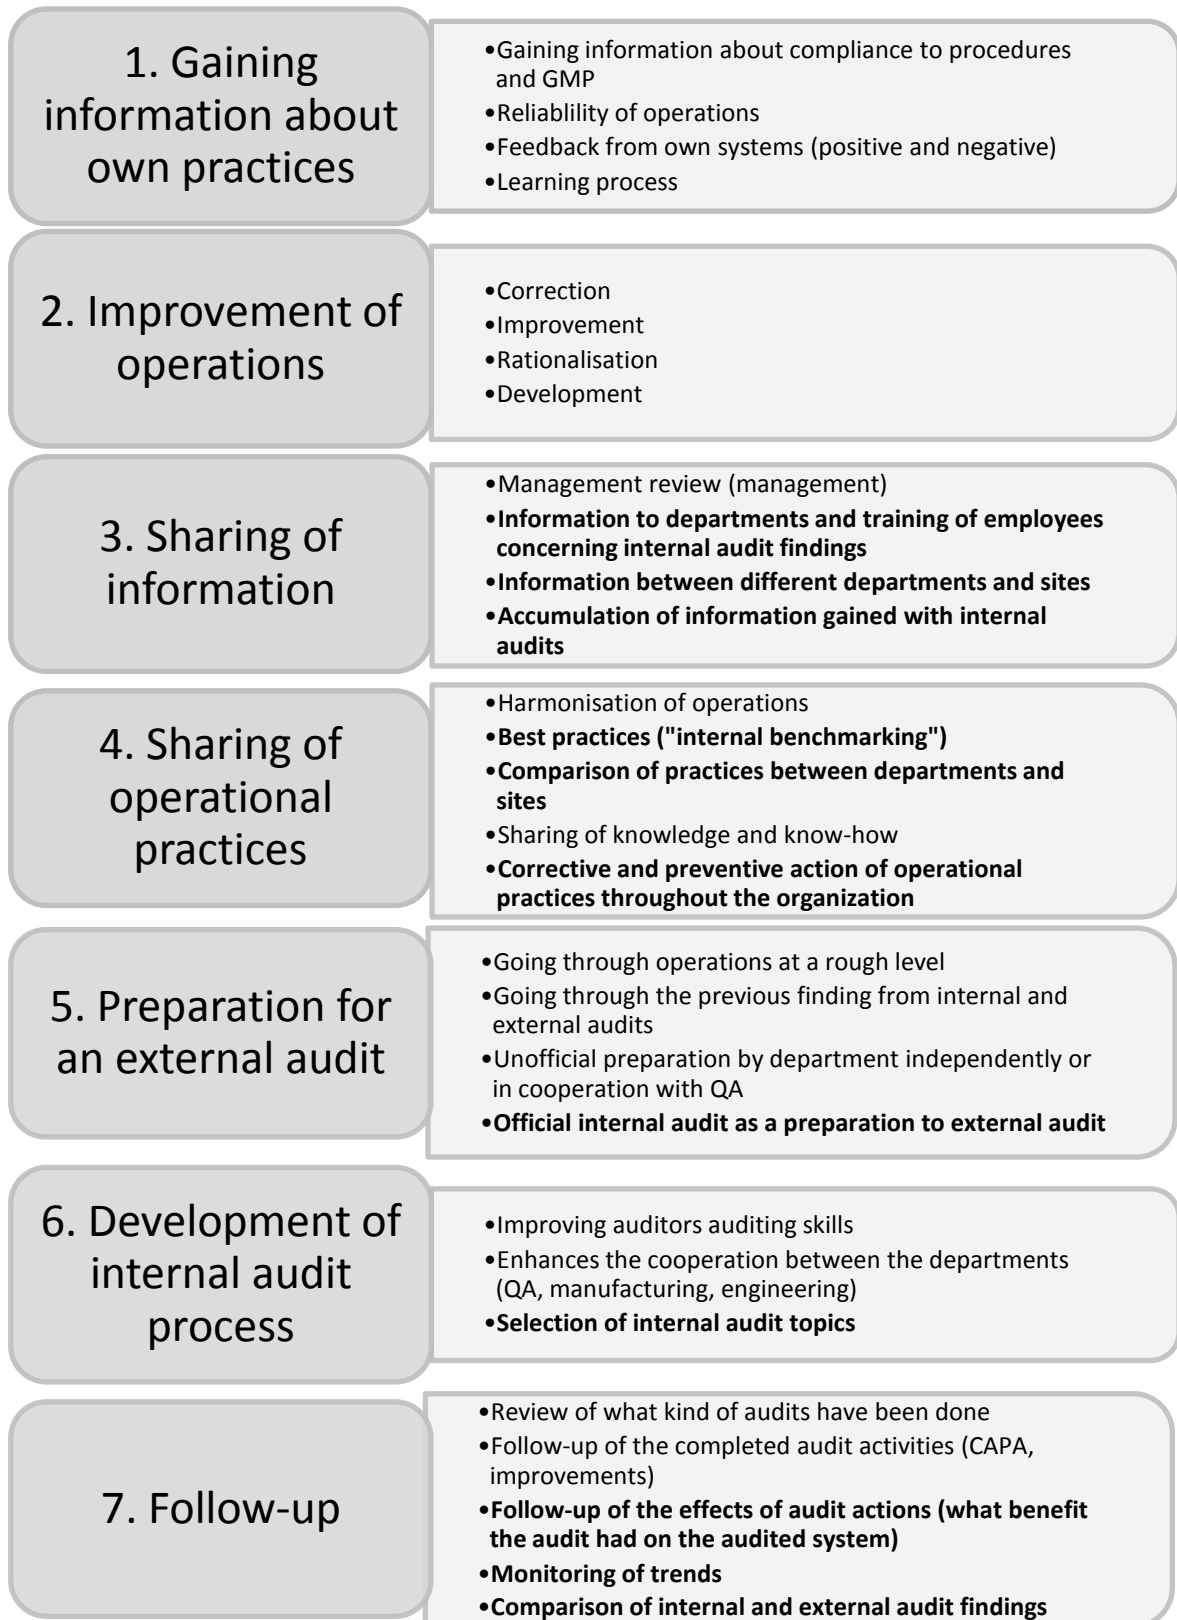 1. Gaining
information about
own practices
•Gaining information about compliance to procedures
and GMP
•Reliablility of operations
•Feedback from own systems (positive and negative)
•Learning process
2. Improvement of
operations
•Correction
•Improvement
•Rationalisation
•Development
3. Sharing of
information
•Management review (management)
•Information to departments and training of employees
concerning internal audit findings
•Information between different departments and sites
•Accumulation of information gained with internal
audits
4. Sharing of
operational
practices
•Harmonisation of operations
•Best practices ("internal benchmarking")
•Comparison of practices between departments and
sites
•Sharing of knowledge and know-how
•Corrective and preventive action of operational
practices throughout the organization
5. Preparation for
an external audit
•Going through operations at a rough level
•Going through the previous finding from internal and
external audits
•Unofficial preparation by department independently or
in cooperation with QA
•Official internal audit as a preparation to external audit
6. Development of
internal audit
process
•Improving auditors auditing skills
•Enhances the cooperation between the departments
(QA, manufacturing, engineering)
•Selection of internal audit topics
7. Follow-up
•Review of what kind of audits have been done
•Follow-up of the completed audit activities (CAPA,
improvements)
•Follow-up of the effects of audit actions (what benefit
the audit had on the audited system)
•Monitoring of trends
•Comparison of internal and external audit findings